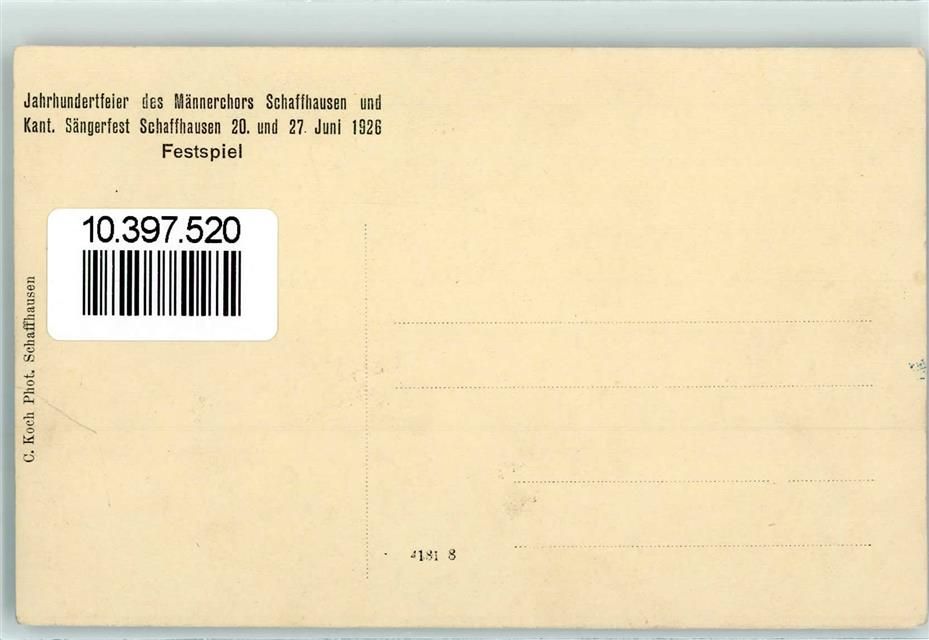 Jahrhundertfeier des Männerchors Schaffhausen und
Kant. Sängerfest Schaffhausen 20. und 27. Juni 1926
Festspiel
10.397.520
C. Koch Phot. Schaffhausen
4181 8